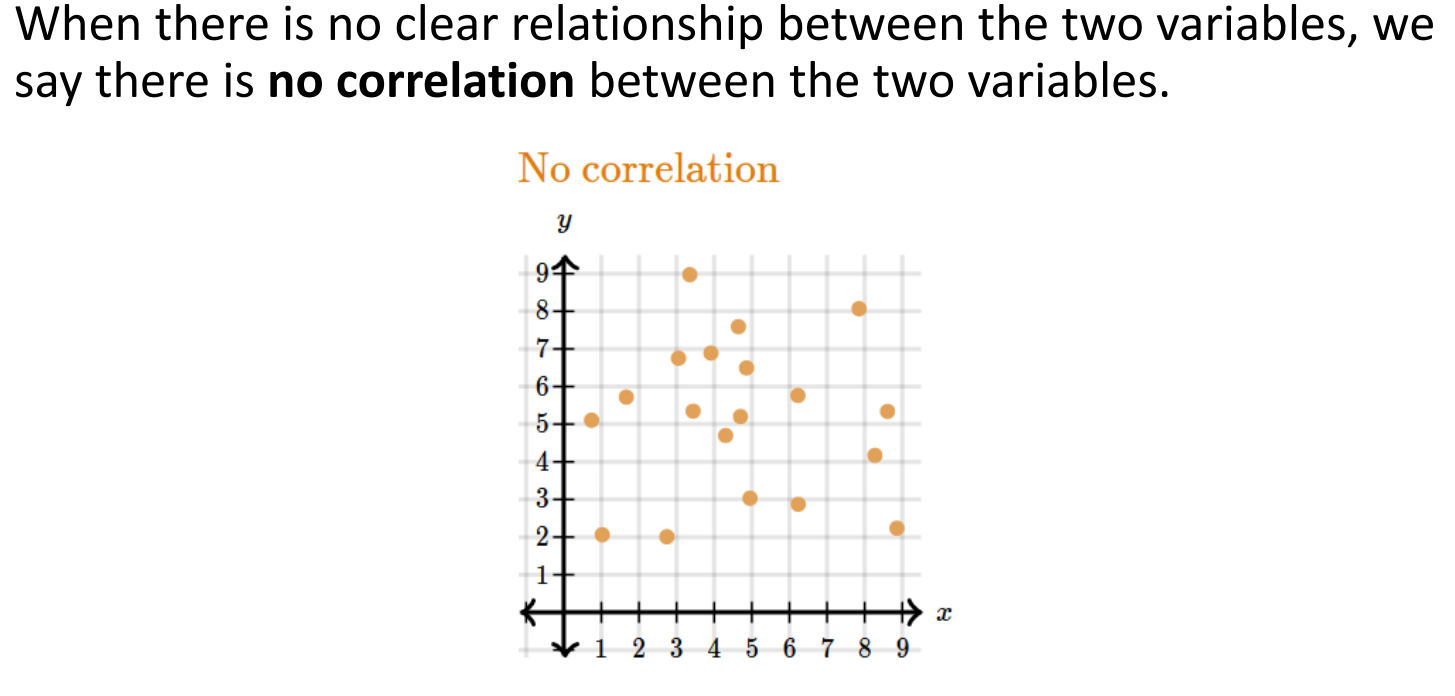 When there is no clear relationship between the two variables, we
say there is no correlation between the two variables.
No correlation
y
9
8
7
6
5
4
3
2
1
x
1 2 3 4 5 6 7 8 9